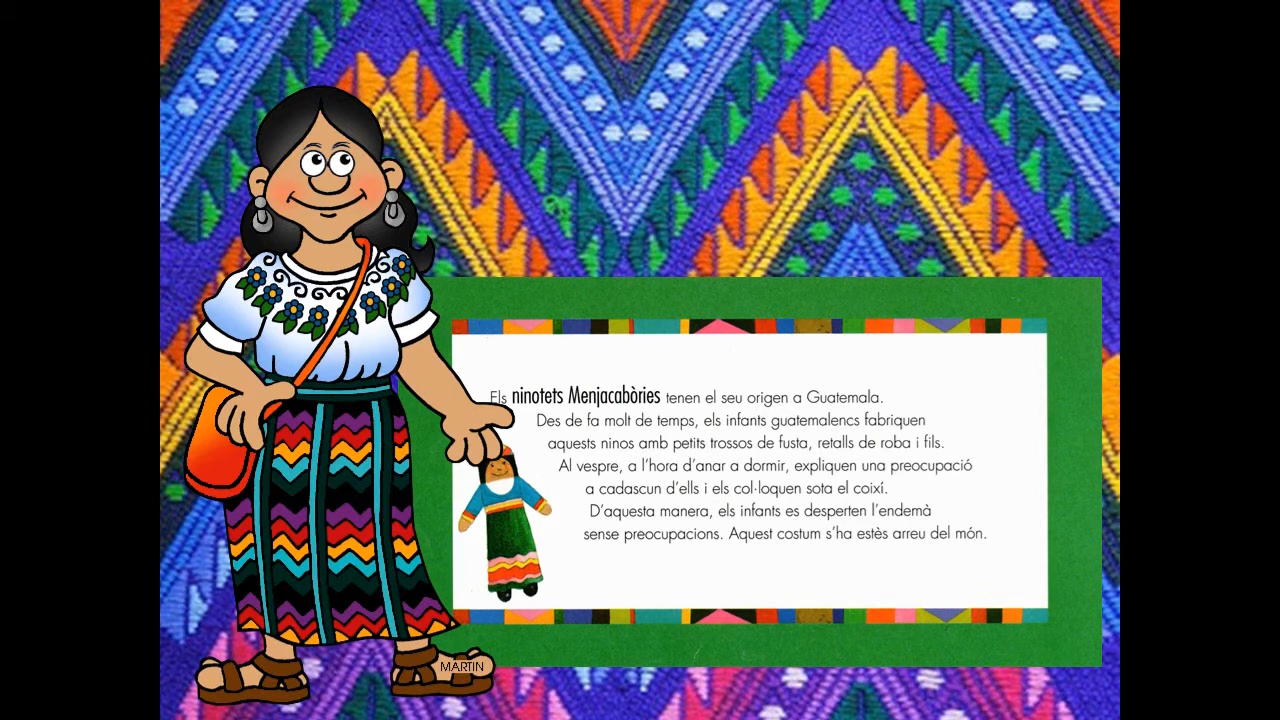 Els ninotets Menjacabòries tenen el seu origen a Guatemala.
Des de fa molt de temps, els infants guatemalencs fabriquen
aquests ninos amb petits trossos de fusta, retalls de roba i fils.
Al vespre, a l'hora d'anar a dormir, expliquen una preocupació
a cadascun d'ells i els col·loquen sota el coixí.
D'aquesta manera, els infants es desperten l'endemà
sense preocupacions. Aquest costum s'ha estès arreu del món.
MARTIN